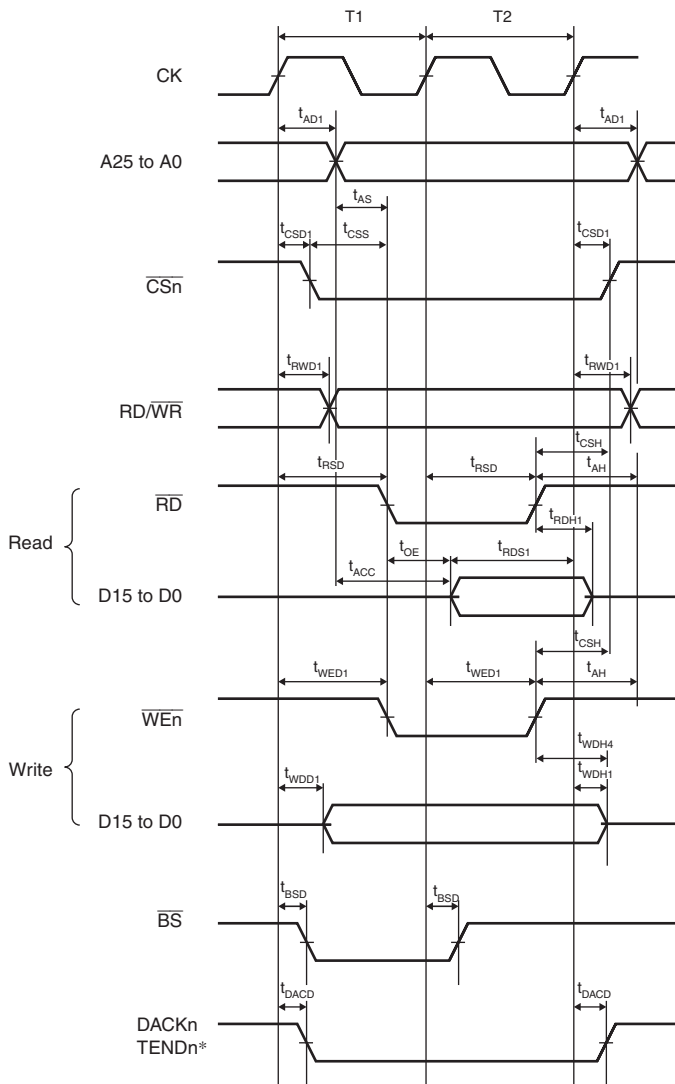 T1 T2
CK
tAD1 tAD1
A25 to A0
tAS
tCSD1 tCSS tCSD1
CSn
tRWD1 tRWD1
RD/WR
tCSH
tRSD tRSD tAH
RD
tRDH1
Read
tOE tRDS1
tACC
D15 to D0
tCSH
tWED1 tWED1 tAH
WEn
tWDH4
Write
tWDD1 tWDH1
D15 to D0
tBSD tBSD
BS
tDACD tDACD
DACKn
TENDn*